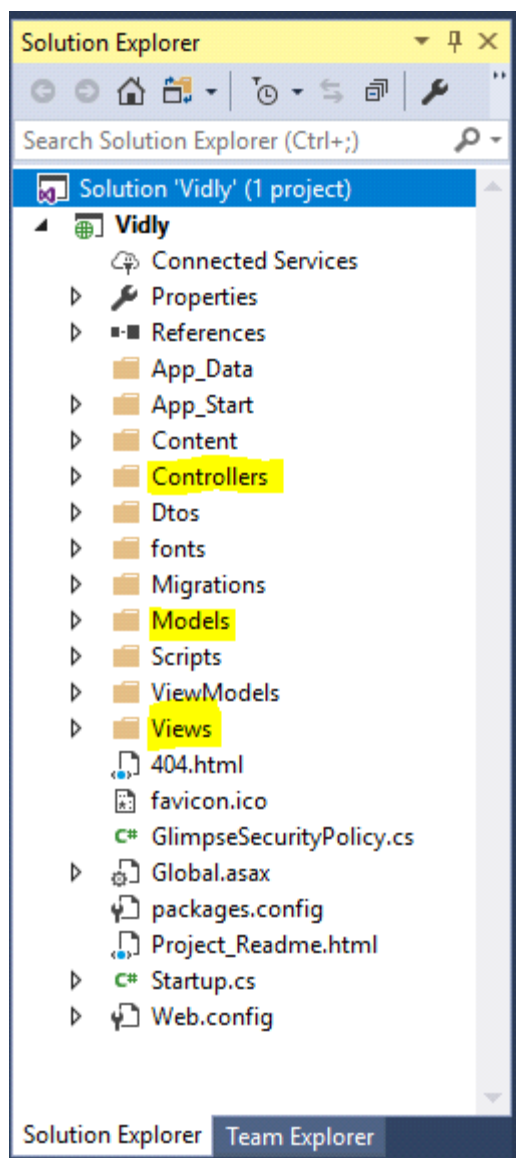 Solution Explorer
Search Solution Explorer (Ctrl+;)
Solution 'Vidly' (1 project)
Vidly
Connected Services
Properties
References
App_Data
App_Start
Content
Controllers
Dtos
fonts
Migrations
Models
Scripts
ViewModels
Views
404.html
favicon.ico
C# GlimpseSecurityPolicy.cs
Global.asax
packages.config
Project_Readme.html
C# Startup.cs
Web.config
Solution Explorer Team Explorer